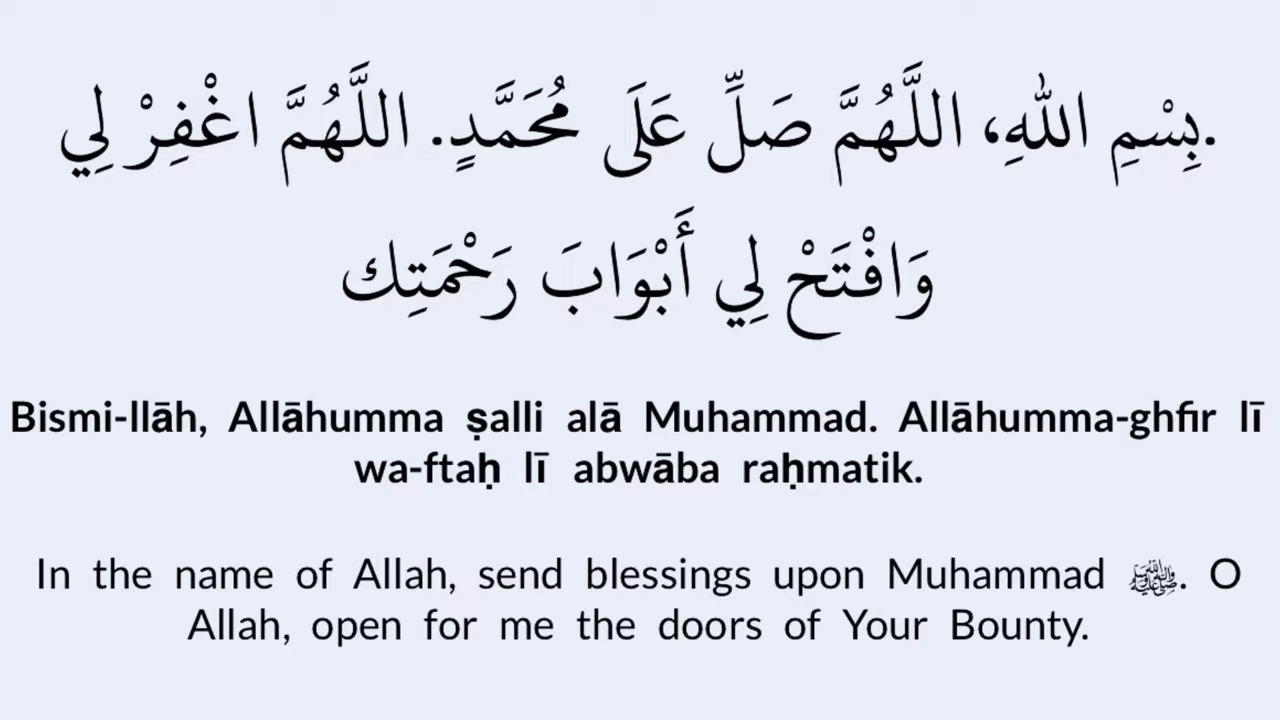 .بِسْمِ اللهِ، اللَّهُمَّ صَلِّ عَلَى مُحَمَّدٍ. اللَّهُمَّ اغْفِرْ لِي
وَافْتَحْ لِي أَبْوَابَ رَحْمَتِك
Bismi-llāh, Allāhumma ṣalli alā Muhammad. Allāhumma-ghfir lī
wa-ftaḥ lī abwāba raḥmatik.
In the name of Allah, send blessings upon Muhammad ﷺ. O
Allah, open for me the doors of Your Bounty.